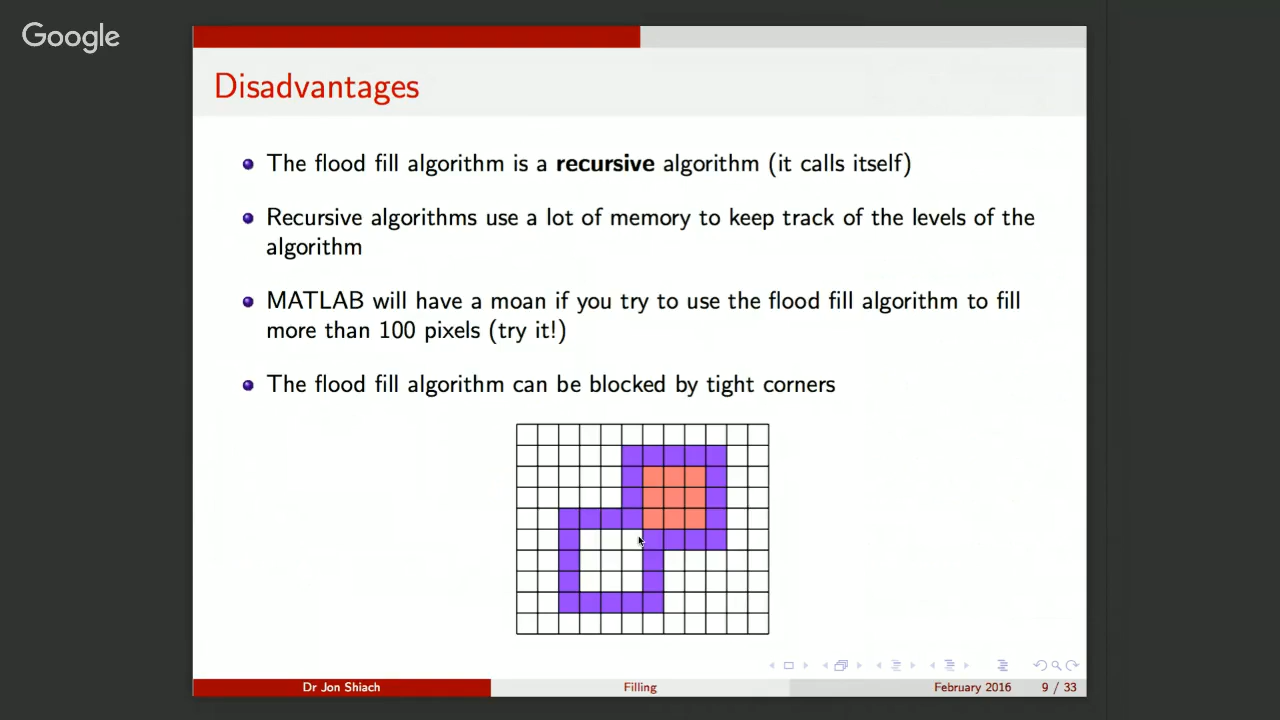 Google
Disadvantages
The flood fill algorithm is a recursive algorithm (it calls itself)
Recursive algorithms use a lot of memory to keep track of the levels of the
algorithm
MATLAB will have a moan if you try to use the flood fill algorithm to fill
more than 100 pixels (try it!)
The flood fill algorithm can be blocked by tight corners
Dr Jon Shiach Filling February 2016 9 / 33